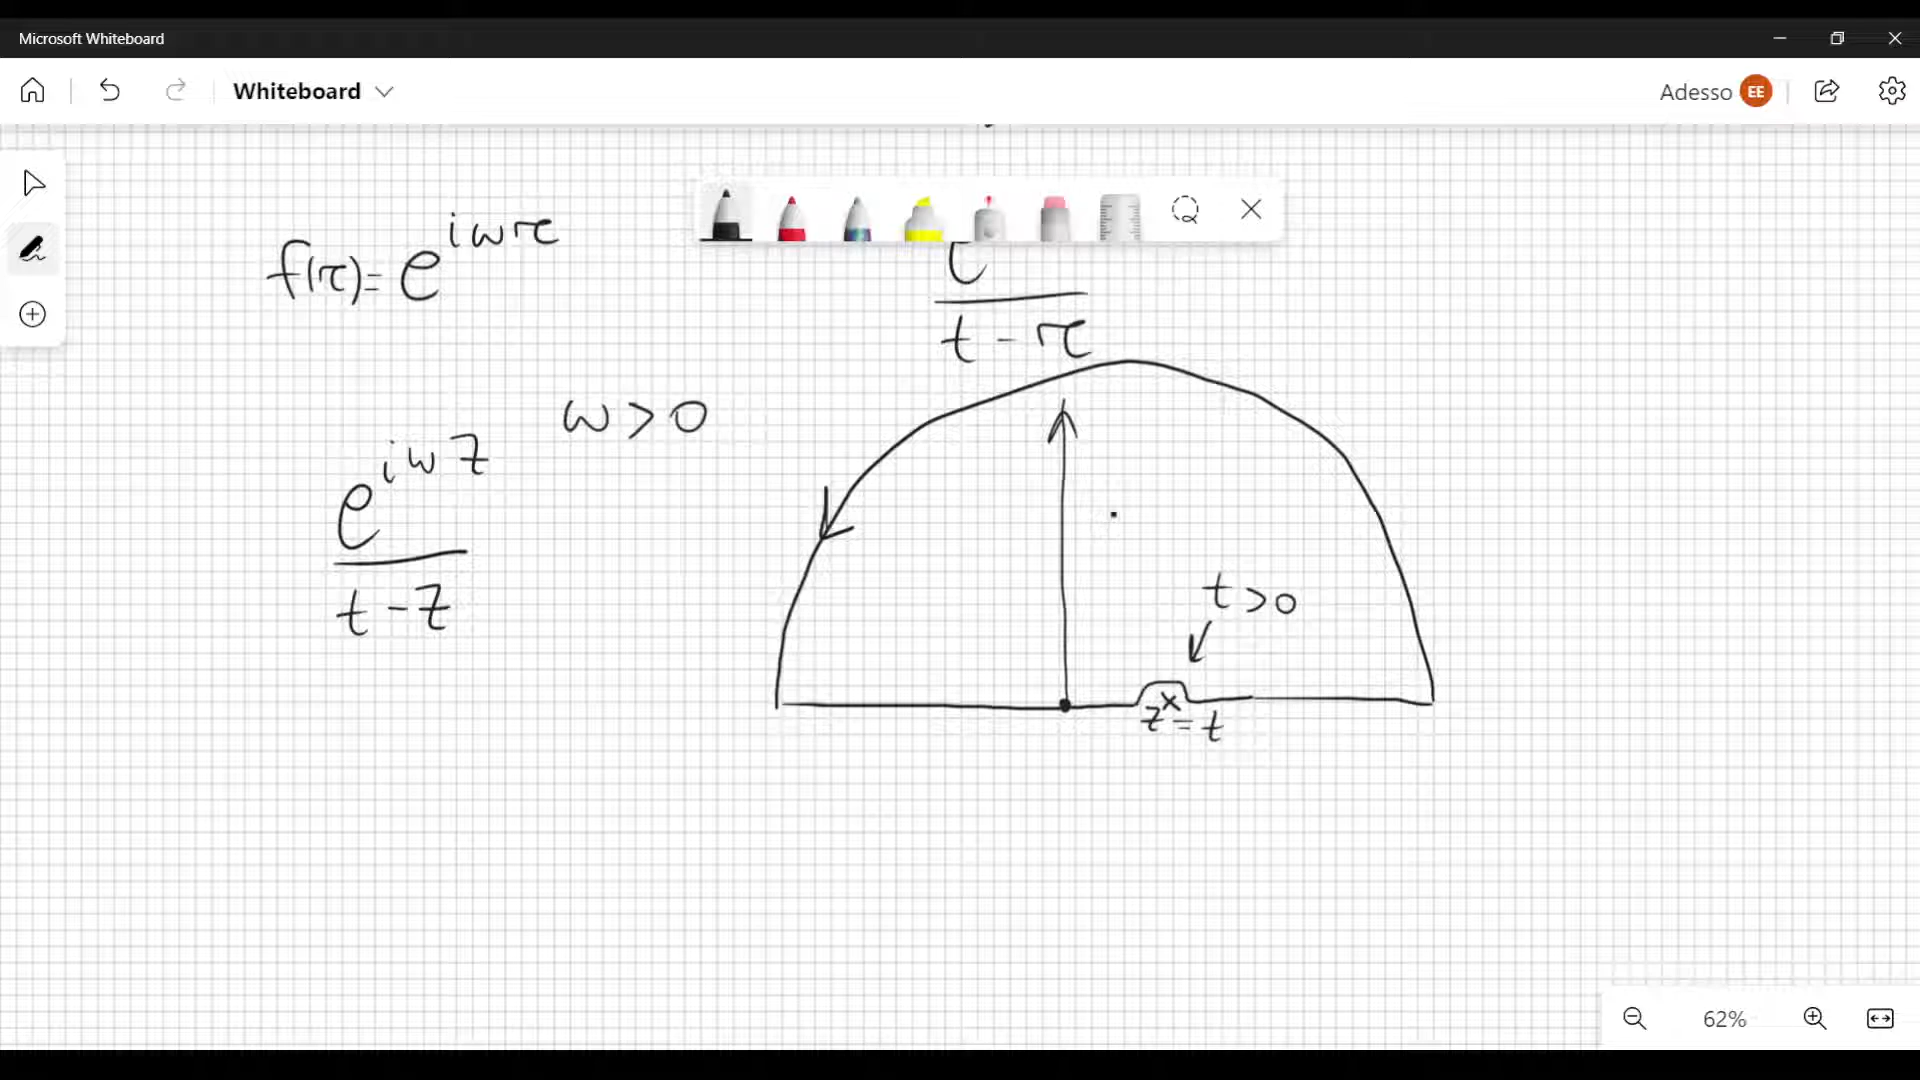 Microsoft Whiteboard
Whiteboard
Adesso EE
f(τ) = e^{iωτ}
t - τ
ω > 0
e^{iωz}
t - z
t > 0
x
z = t
62%